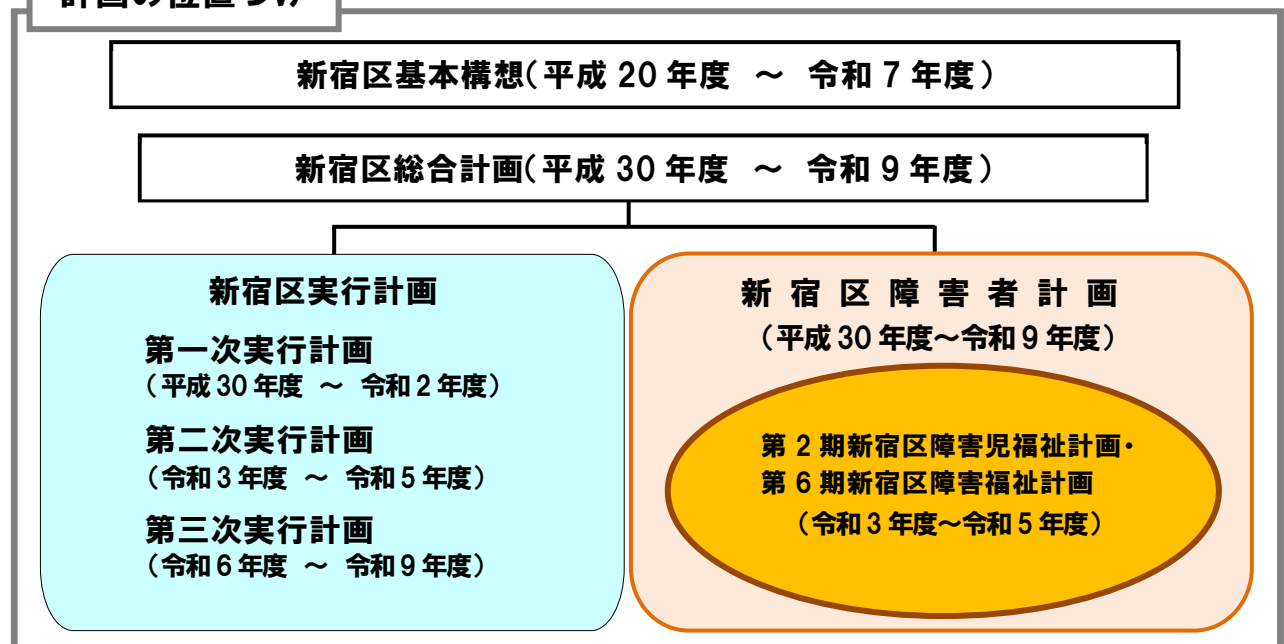 計画の位置づけ
新宿区基本構想(平成 20 年度 ～ 令和 7 年度)
新宿区総合計画(平成 30 年度 ～ 令和 9 年度)
新宿区実行計画
第一次実行計画
(平成 30 年度 ～ 令和 2 年度)
第二次実行計画
(令和 3 年度 ～ 令和 5 年度)
第三次実行計画
(令和 6 年度 ～ 令和 9 年度)
新 宿 区 障 害 者 計 画
(平成 30 年度～令和 9 年度)
第 2 期新宿区障害児福祉計画・
第 6 期新宿区障害福祉計画
(令和 3 年度～令和 5 年度)